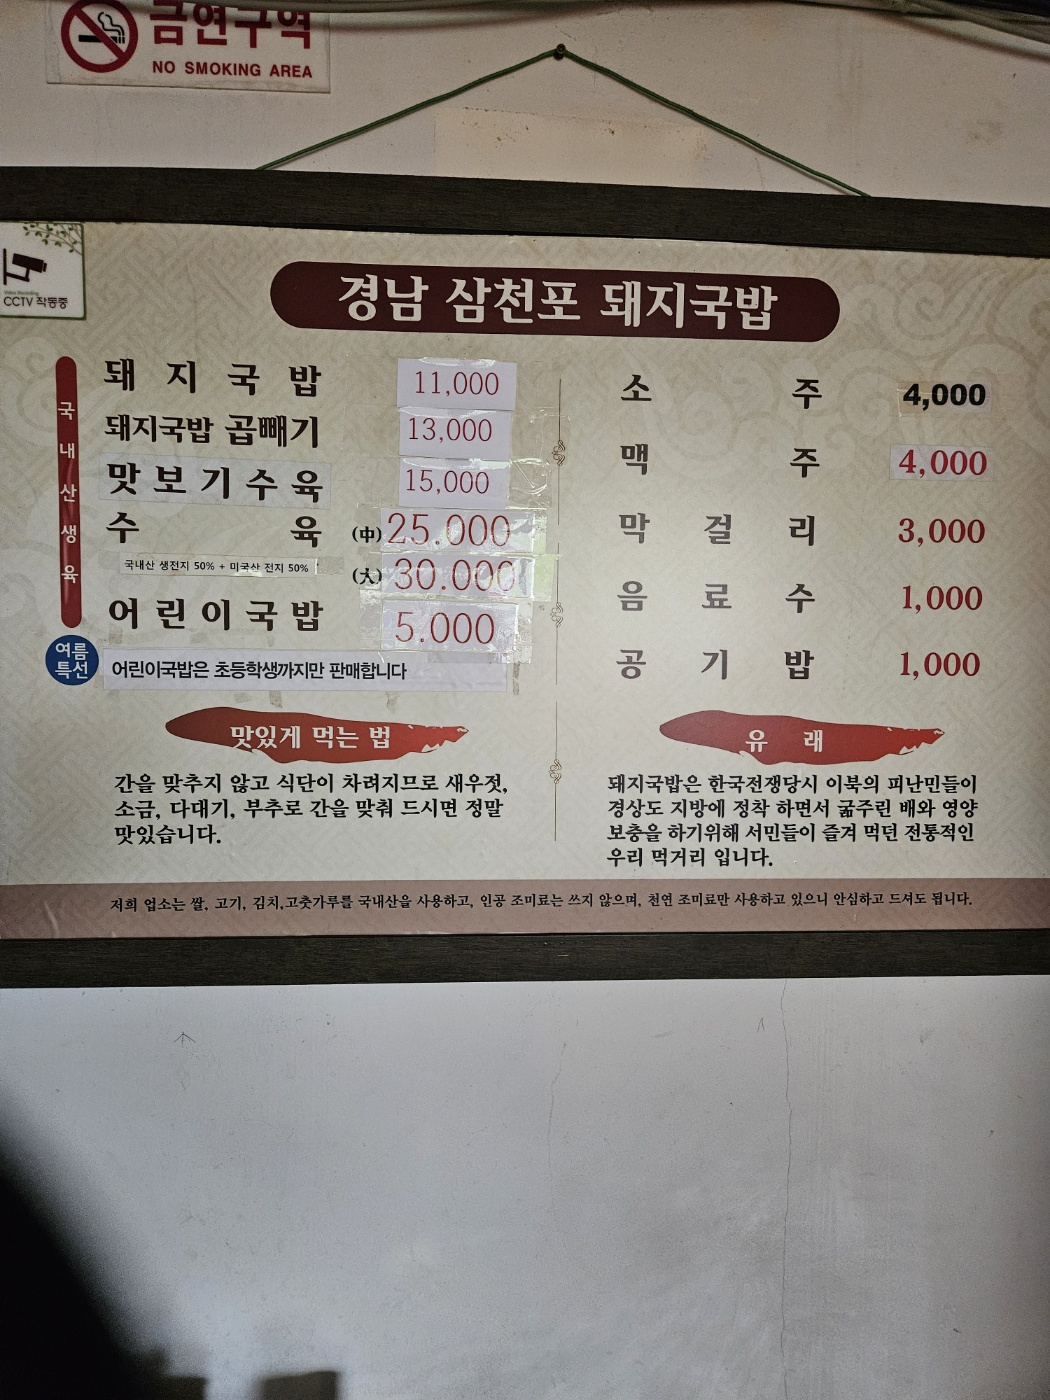 금연구역
NO SMOKING AREA
CCTV 작동중
경남 삼천포 돼지국밥
국내산생육
돼지국밥 11,000
돼지국밥 곱빼기 13,000
맛보기수육 15,000
수육 (中) 25.000
국내산 생전지 50% + 미국산 전지 50%
(大) 30.000
어린이국밥 5.000
여름
특선
어린이국밥은 초등학생까지만 판매합니다
소주 4,000
맥주 4,000
막걸리 3,000
음료수 1,000
공기밥 1,000
맛있게 먹는 법
간을 맞추지 않고 식단이 차려지므로 새우젓,
소금, 다대기, 부추로 간을 맞춰 드시면 정말
맛있습니다.
유래
돼지국밥은 한국전쟁당시 이북의 피난민들이
경상도 지방에 정착 하면서 굶주린 배와 영양
보충을 하기위해 서민들이 즐겨 먹던 전통적인
우리 먹거리 입니다.
저희 업소는 쌀, 고기, 김치,고춧가루를 국내산을 사용하고, 인공 조미료는 쓰지 않으며, 천연 조미료만 사용하고 있으니 안심하고 드셔도 됩니다.